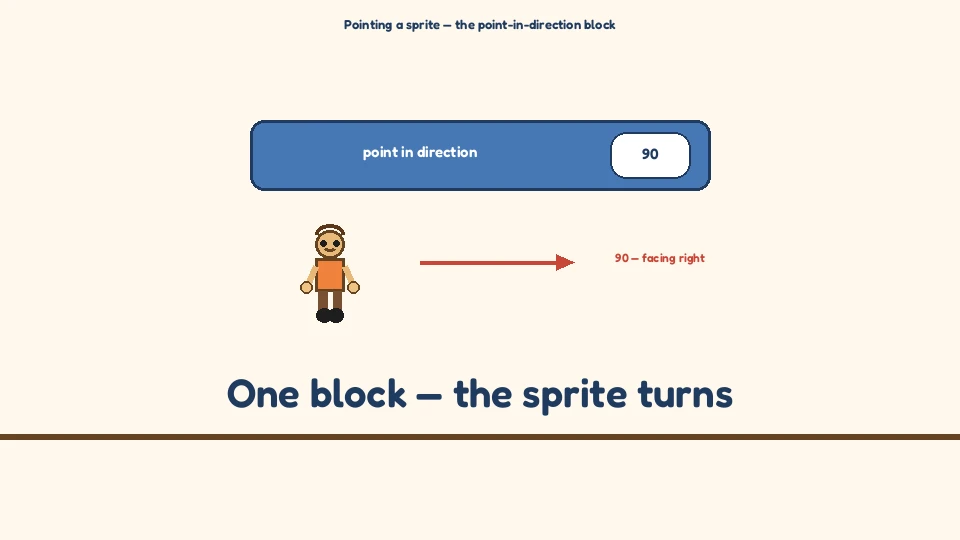 Pointing a sprite — the point-in-direction block
point in direction
90
90 — facing right
One block — the sprite turns